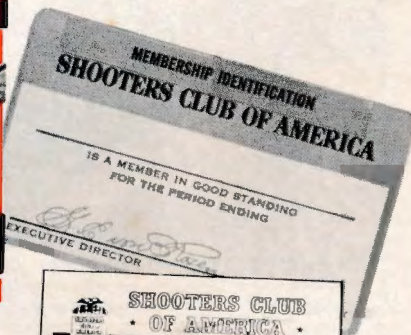 MEMBERSHIP IDENTIFICATION
SHOOTERS CLUB OF AMERICA
IS A MEMBER IN GOOD STANDING
FOR THE PERIOD ENDING
EXECUTIVE DIRECTOR
SHOOTERS CLUB
★ OF AMERICA ★